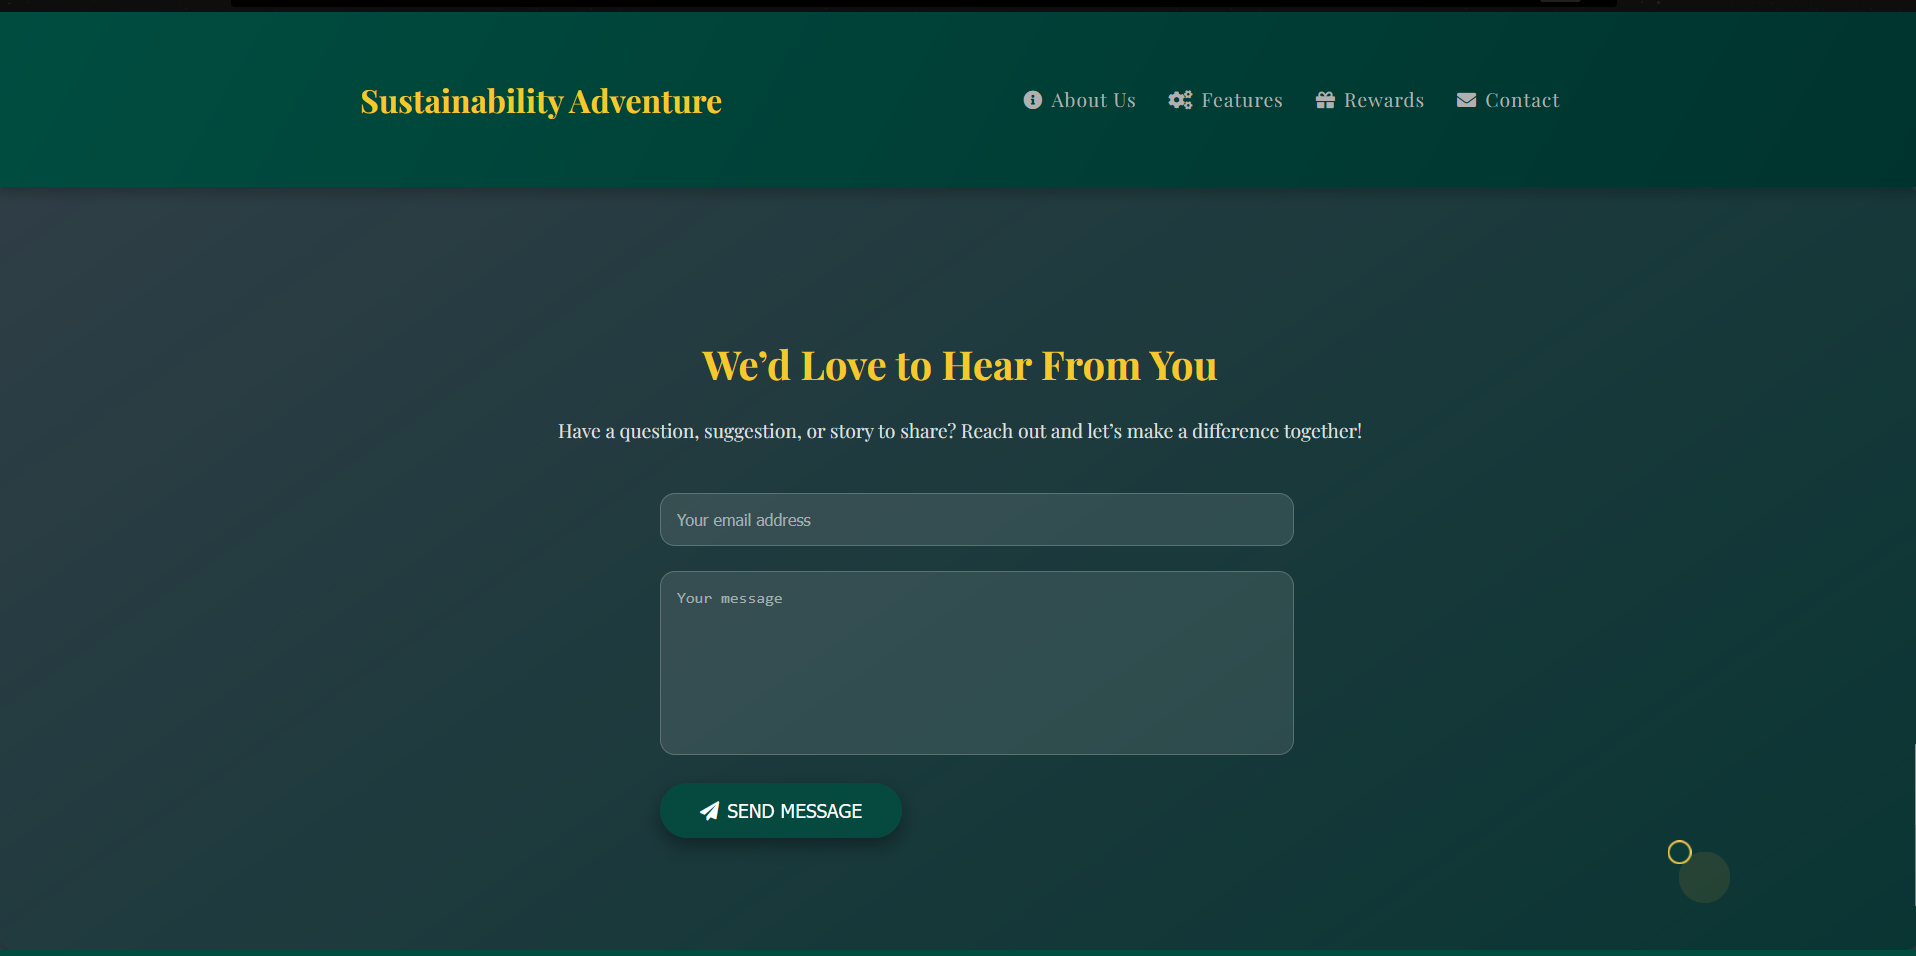 Sustainability Adventure
About Us Features Rewards Contact
We’d Love to Hear From You
Have a question, suggestion, or story to share? Reach out and let’s make a difference together!
Your email address
Your message
SEND MESSAGE